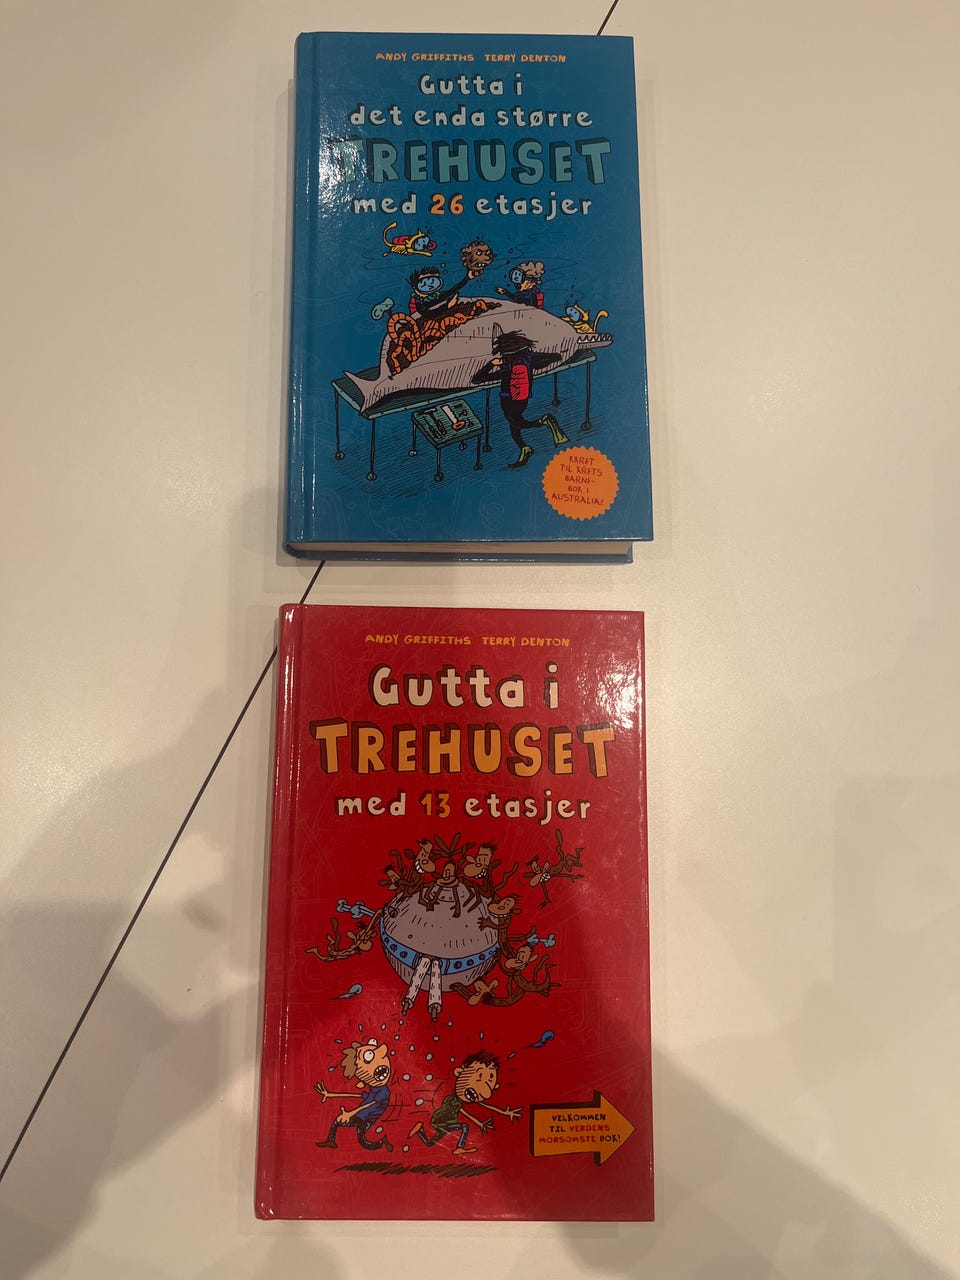 ANDY GRIFFITHS TERRY DENTON
Gutta i
det enda større
TREHUSET
med 26 etasjer
KÅRET
TIL ÅRETS
BARNE-
BOK I
AUSTRALIA!
ANDY GRIFFITHS TERRY DENTON
Gutta i
TREHUSET
med 13 etasjer
VELKOMMEN
TIL VERDENS
MORSOMSTE BOK!